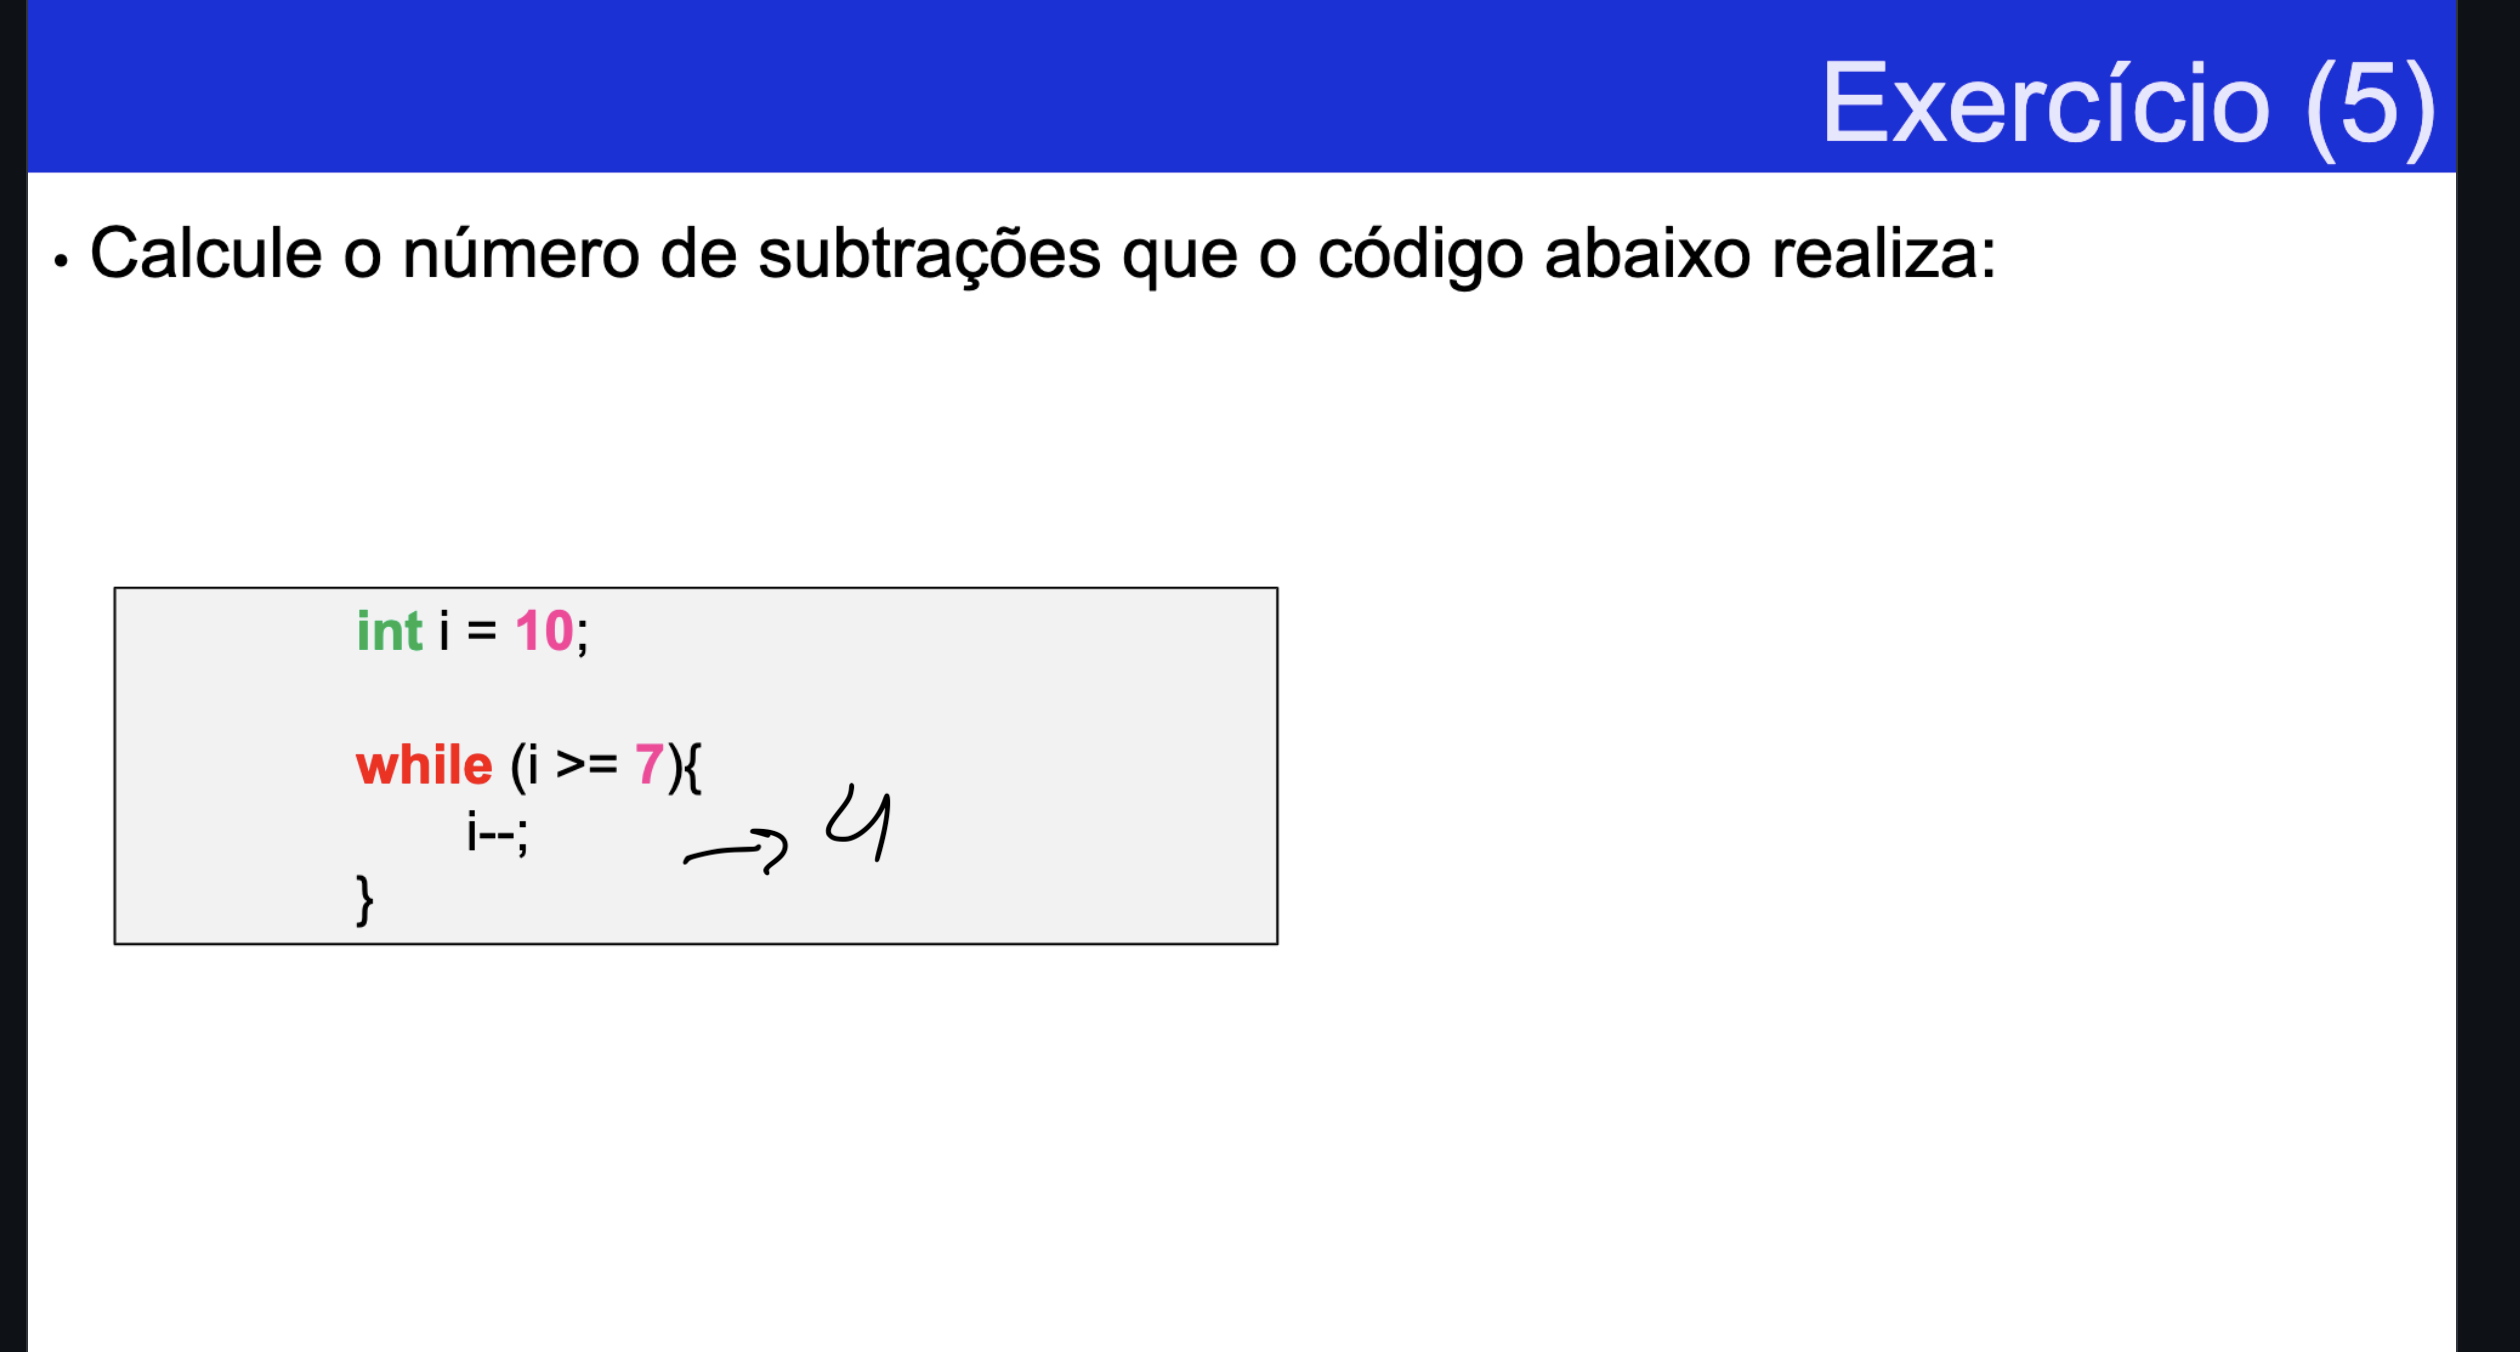 Exercício (5)
• Calcule o número de subtrações que o código abaixo realiza:
int i = 10;
while (i >= 7){
i--;
→ 4
}